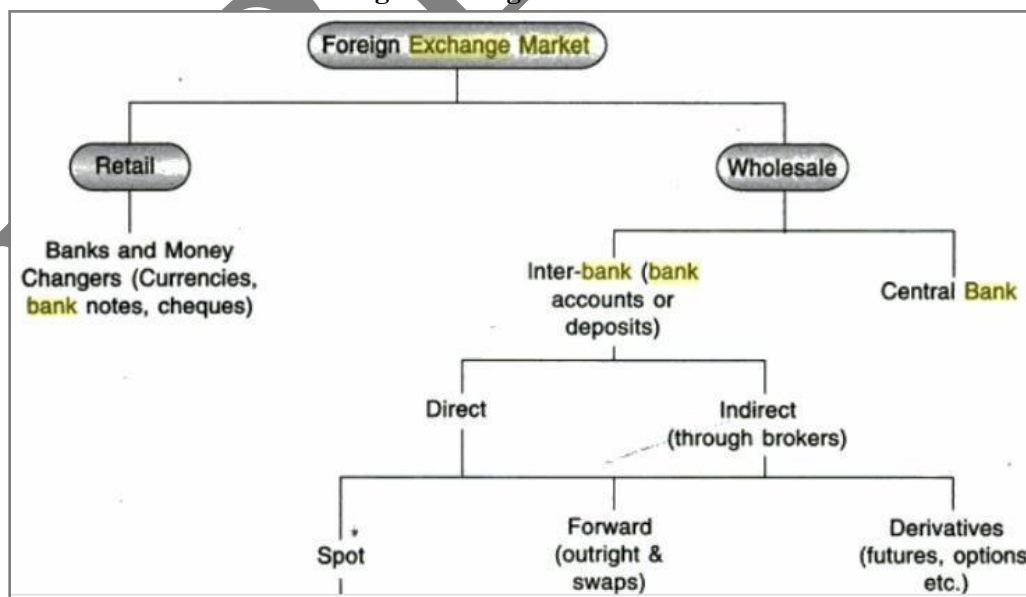 Foreign Exchange Market
Retail
Wholesale
Banks and Money
Changers (Currencies,
bank notes, cheques)
Inter-bank (bank
accounts or
deposits)
Central Bank
Direct
Indirect
(through brokers)
Spot
Forward
(outright &
swaps)
Derivatives
(futures, options
etc.)